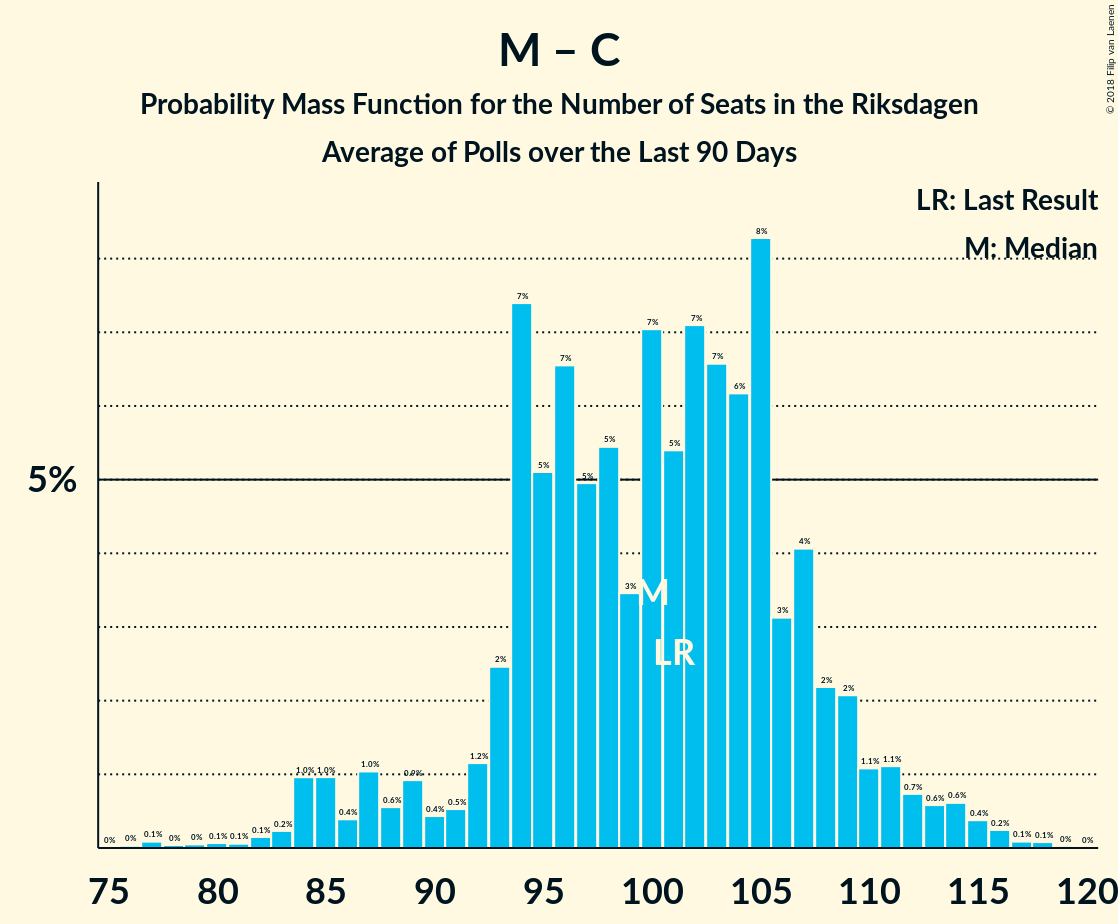 M – C
Probability Mass Function for the Number of Seats in the Riksdagen
Average of Polls over the Last 90 Days
© 2018 Filip van Laenen
LR: Last Result
M: Median
5%
0% 0% 0.1% 0% 0% 0.1% 0.1% 0.1% 0.2% 1.0% 1.0% 0.4% 1.0% 0.6% 0.9% 0.4% 0.5% 1.2% 2% 7% 5% 7% 5% 5% 3% 7% 5% 7% 7% 6% 8% 3% 4% 2% 2% 1.1% 1.1% 0.7% 0.6% 0.6% 0.4% 0.2% 0.1% 0.1% 0% 0%
M
LR
75 80 85 90 95 100 105 110 115 120